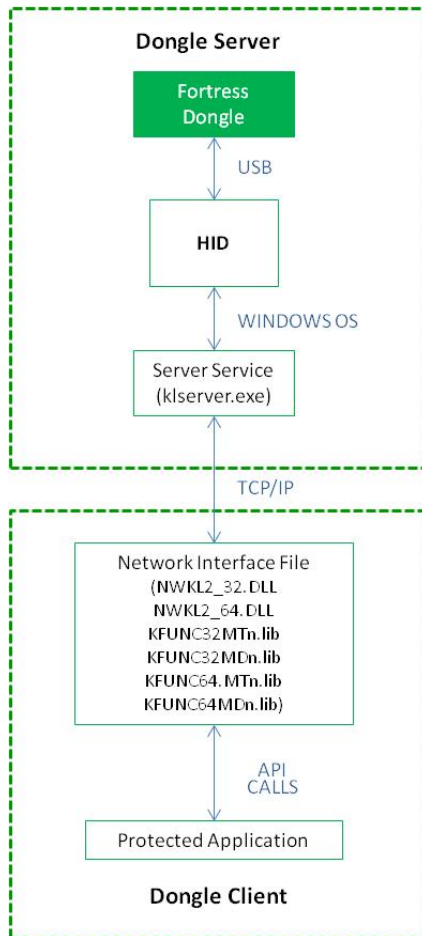 Dongle Server
Fortress
Dongle
USB
HID
WINDOWS OS
Server Service
(klserver.exe)
TCP/IP
Network Interface File
(NWKL2_32.DLL
NWKL2_64.DLL
KFUNC32MTn.lib
KFUNC32MDn.lib
KFUNC64.MTn.lib
KFUNC64MDn.lib)
API
CALLS
Protected Application
Dongle Client